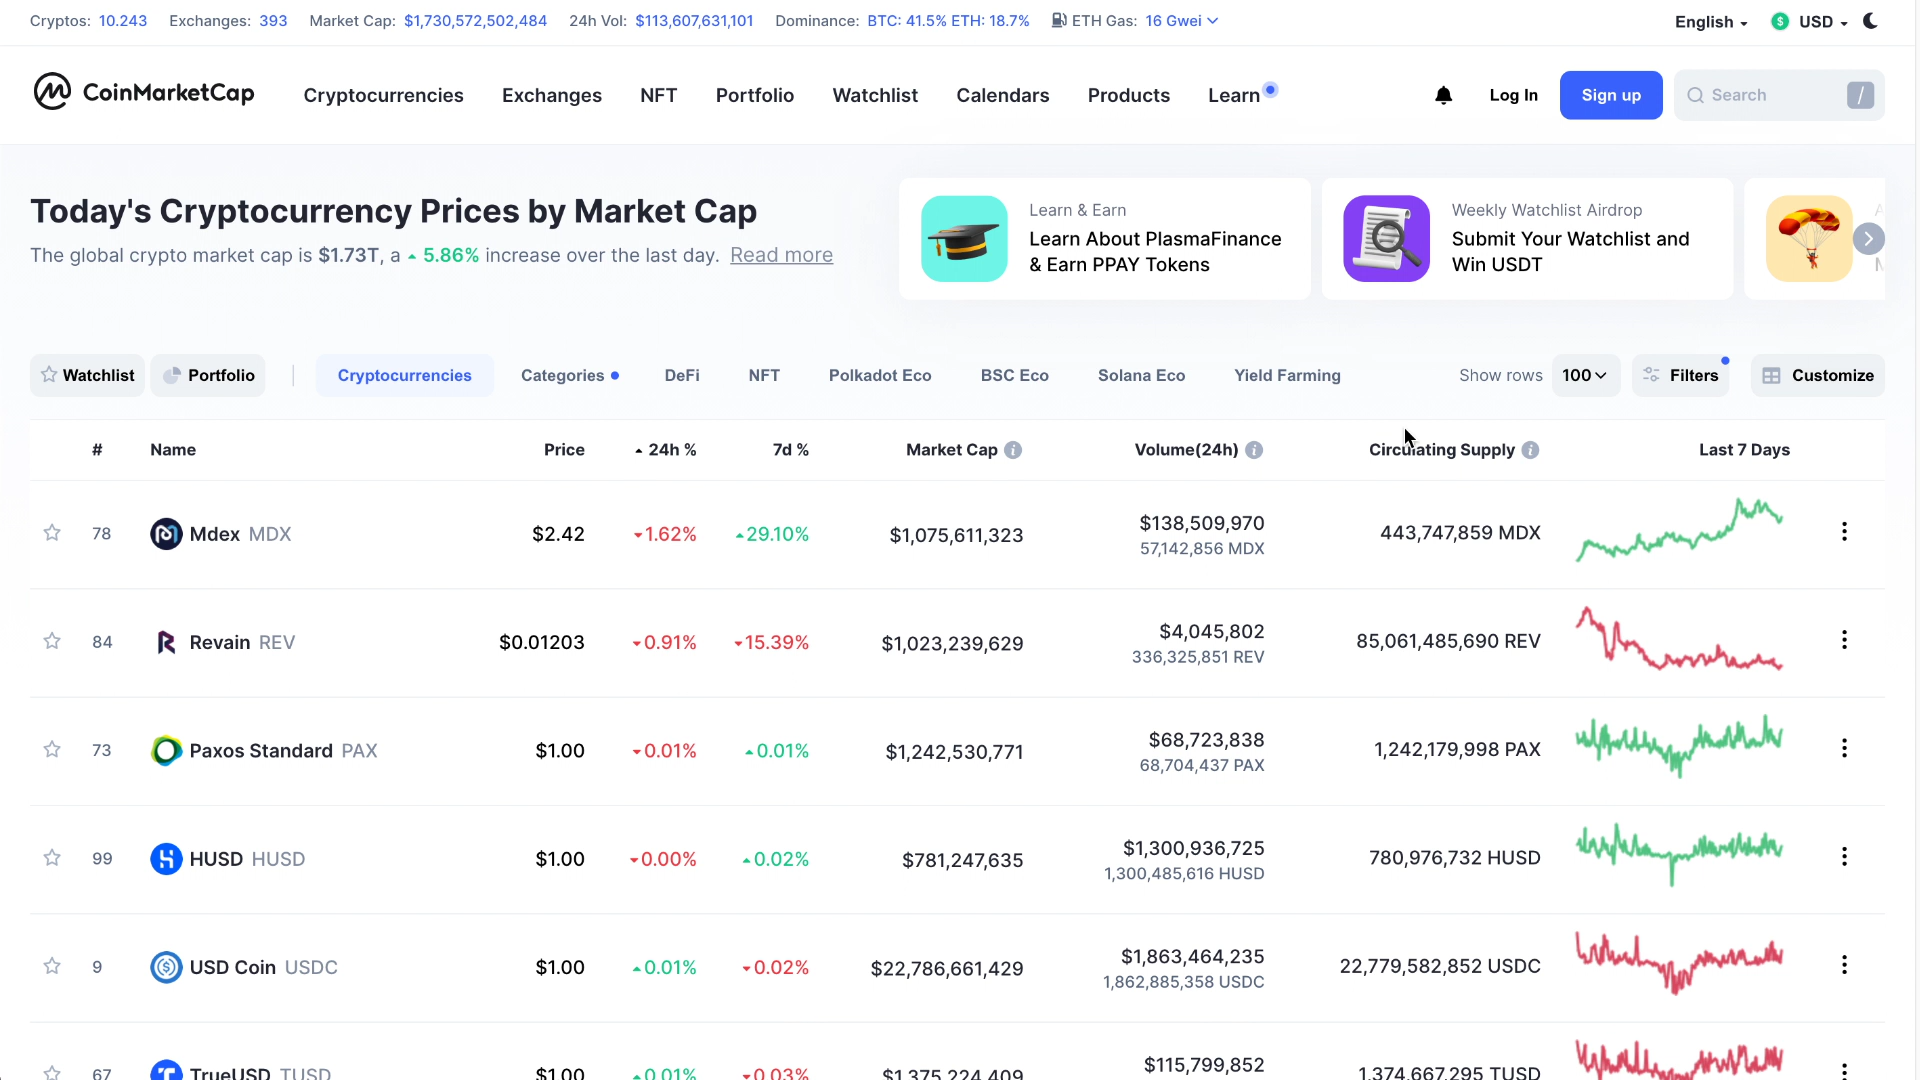 Cryptos: 10.243 Exchanges: 393 Market Cap: $1,730,572,502,484 24h Vol: $113,607,631,101 Dominance: BTC: 41.5% ETH: 18.7% ETH Gas: 16 Gwei English $ USD
CoinMarketCap Cryptocurrencies Exchanges NFT Portfolio Watchlist Calendars Products Learn Log In Sign up Search /
Today's Cryptocurrency Prices by Market Cap
The global crypto market cap is $1.73T, a 5.86% increase over the last day. Read more
Learn & Earn
Learn About PlasmaFinance
& Earn PPAY Tokens
Weekly Watchlist Airdrop
Submit Your Watchlist and
Win USDT
Watchlist Portfolio Cryptocurrencies Categories DeFi NFT Polkadot Eco BSC Eco Solana Eco Yield Farming Show rows 100 Filters Customize
# Name Price 24h % 7d % Market Cap Volume(24h) Circulating Supply Last 7 Days
78 Mdex MDX $2.42 1.62% 29.10% $1,075,611,323 $138,509,970 443,747,859 MDX
57,142,856 MDX
84 Revain REV $0.01203 0.91% 15.39% $1,023,239,629 $4,045,802 85,061,485,690 REV
336,325,851 REV
73 Paxos Standard PAX $1.00 0.01% 0.01% $1,242,530,771 $68,723,838 1,242,179,998 PAX
68,704,437 PAX
99 HUSD HUSD $1.00 0.00% 0.02% $781,247,635 $1,300,936,725 780,976,732 HUSD
1,300,485,616 HUSD
9 USD Coin USDC $1.00 0.01% 0.02% $22,786,661,429 $1,863,464,235 22,779,582,852 USDC
1,862,885,358 USDC
67 TrueUSD TUSD $1.00 0.01% 0.03% $1,375,224,409 $115,799,852 1,374,667,295 TUSD